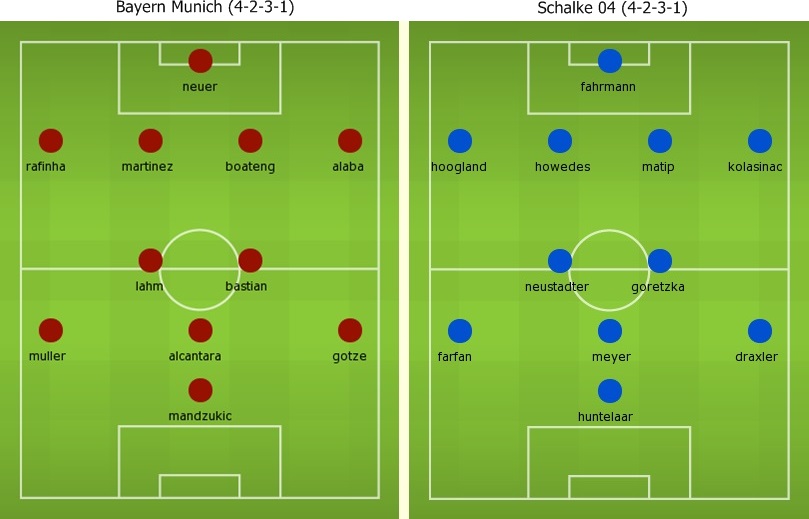 Bayern Munich (4-2-3-1)
neuer
rafinha martinez boateng alaba
lahm bastian
muller alcantara gotze
mandzukic
Schalke 04 (4-2-3-1)
fahrmann
hoogland howedes matip kolasinac
neustadter goretzka
farfan meyer draxler
huntelaar